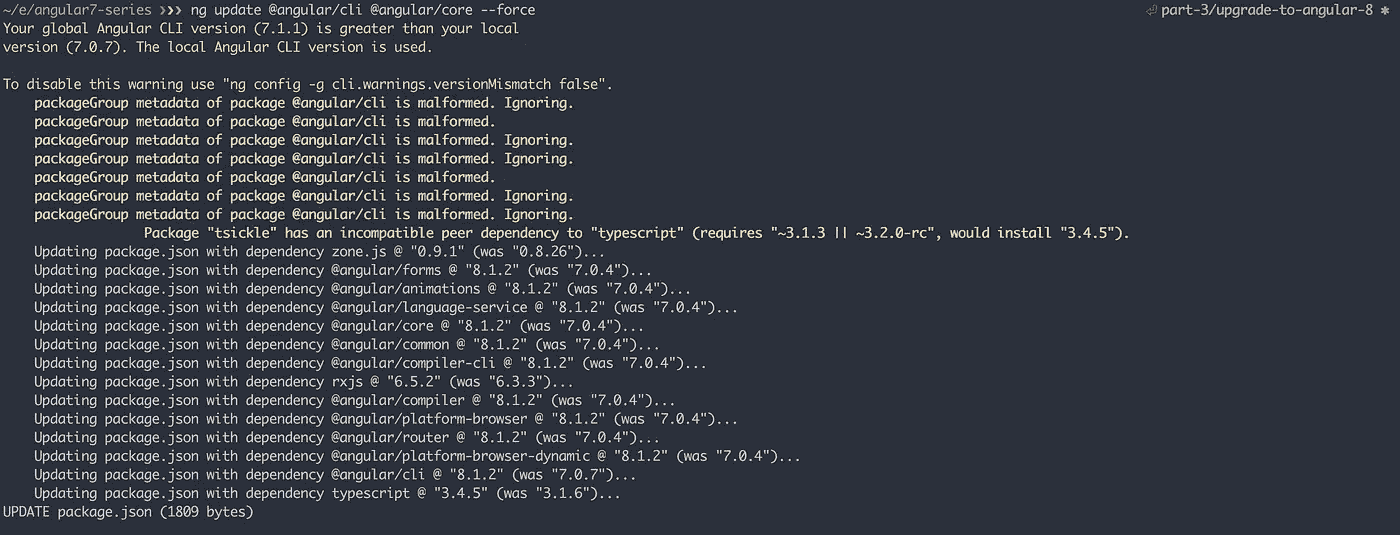 ~/e/angular7-series ❯❯❯ ng update @angular/cli @angular/core --force ⏎ part-3/upgrade-to-angular-8 ✱
Your global Angular CLI version (7.1.1) is greater than your local
version (7.0.7). The local Angular CLI version is used.
To disable this warning use "ng config -g cli.warnings.versionMismatch false".
packageGroup metadata of package @angular/cli is malformed. Ignoring.
packageGroup metadata of package @angular/cli is malformed.
packageGroup metadata of package @angular/cli is malformed. Ignoring.
packageGroup metadata of package @angular/cli is malformed. Ignoring.
packageGroup metadata of package @angular/cli is malformed.
packageGroup metadata of package @angular/cli is malformed. Ignoring.
packageGroup metadata of package @angular/cli is malformed. Ignoring.
Package "tsickle" has an incompatible peer dependency to "typescript" (requires "~3.1.3 || ~3.2.0-rc", would install "3.4.5").
Updating package.json with dependency zone.js @ "0.9.1" (was "0.8.26")...
Updating package.json with dependency @angular/forms @ "8.1.2" (was "7.0.4")...
Updating package.json with dependency @angular/animations @ "8.1.2" (was "7.0.4")...
Updating package.json with dependency @angular/language-service @ "8.1.2" (was "7.0.4")...
Updating package.json with dependency @angular/core @ "8.1.2" (was "7.0.4")...
Updating package.json with dependency @angular/common @ "8.1.2" (was "7.0.4")...
Updating package.json with dependency @angular/compiler-cli @ "8.1.2" (was "7.0.4")...
Updating package.json with dependency rxjs @ "6.5.2" (was "6.3.3")...
Updating package.json with dependency @angular/compiler @ "8.1.2" (was "7.0.4")...
Updating package.json with dependency @angular/platform-browser @ "8.1.2" (was "7.0.4")...
Updating package.json with dependency @angular/router @ "8.1.2" (was "7.0.4")...
Updating package.json with dependency @angular/platform-browser-dynamic @ "8.1.2" (was "7.0.4")...
Updating package.json with dependency @angular/cli @ "8.1.2" (was "7.0.7")...
Updating package.json with dependency typescript @ "3.4.5" (was "3.1.6")...
UPDATE package.json (1809 bytes)